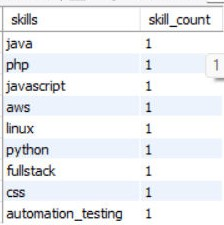 skills skill_count
java 1
php 1
1
javascript 1
aws 1
linux 1
python 1
fullstack 1
css 1
automation_testing 1